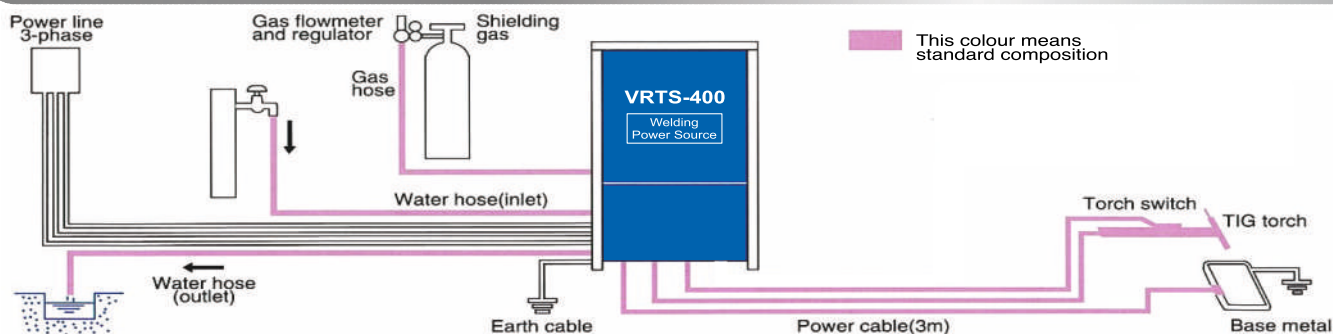 Power line
3-phase
Gas flowmeter
and regulator
Shielding
gas
Gas
hose
This colour means
standard composition
VRTS-400
Welding
Power Source
Water hose(inlet)
Torch switch
TIG torch
Water hose
(outlet)
Earth cable
Power cable(3m)
Base metal